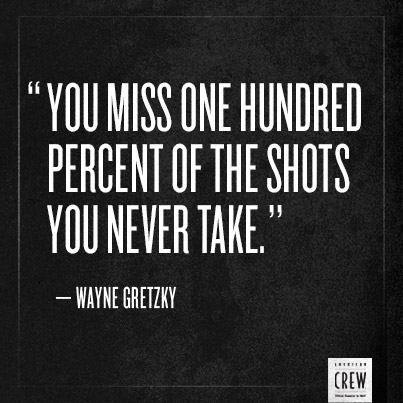 “YOU MISS ONE HUNDRED
PERCENT OF THE SHOTS
YOU NEVER TAKE.”
— WAYNE GRETZKY
AMERICAN
CREW